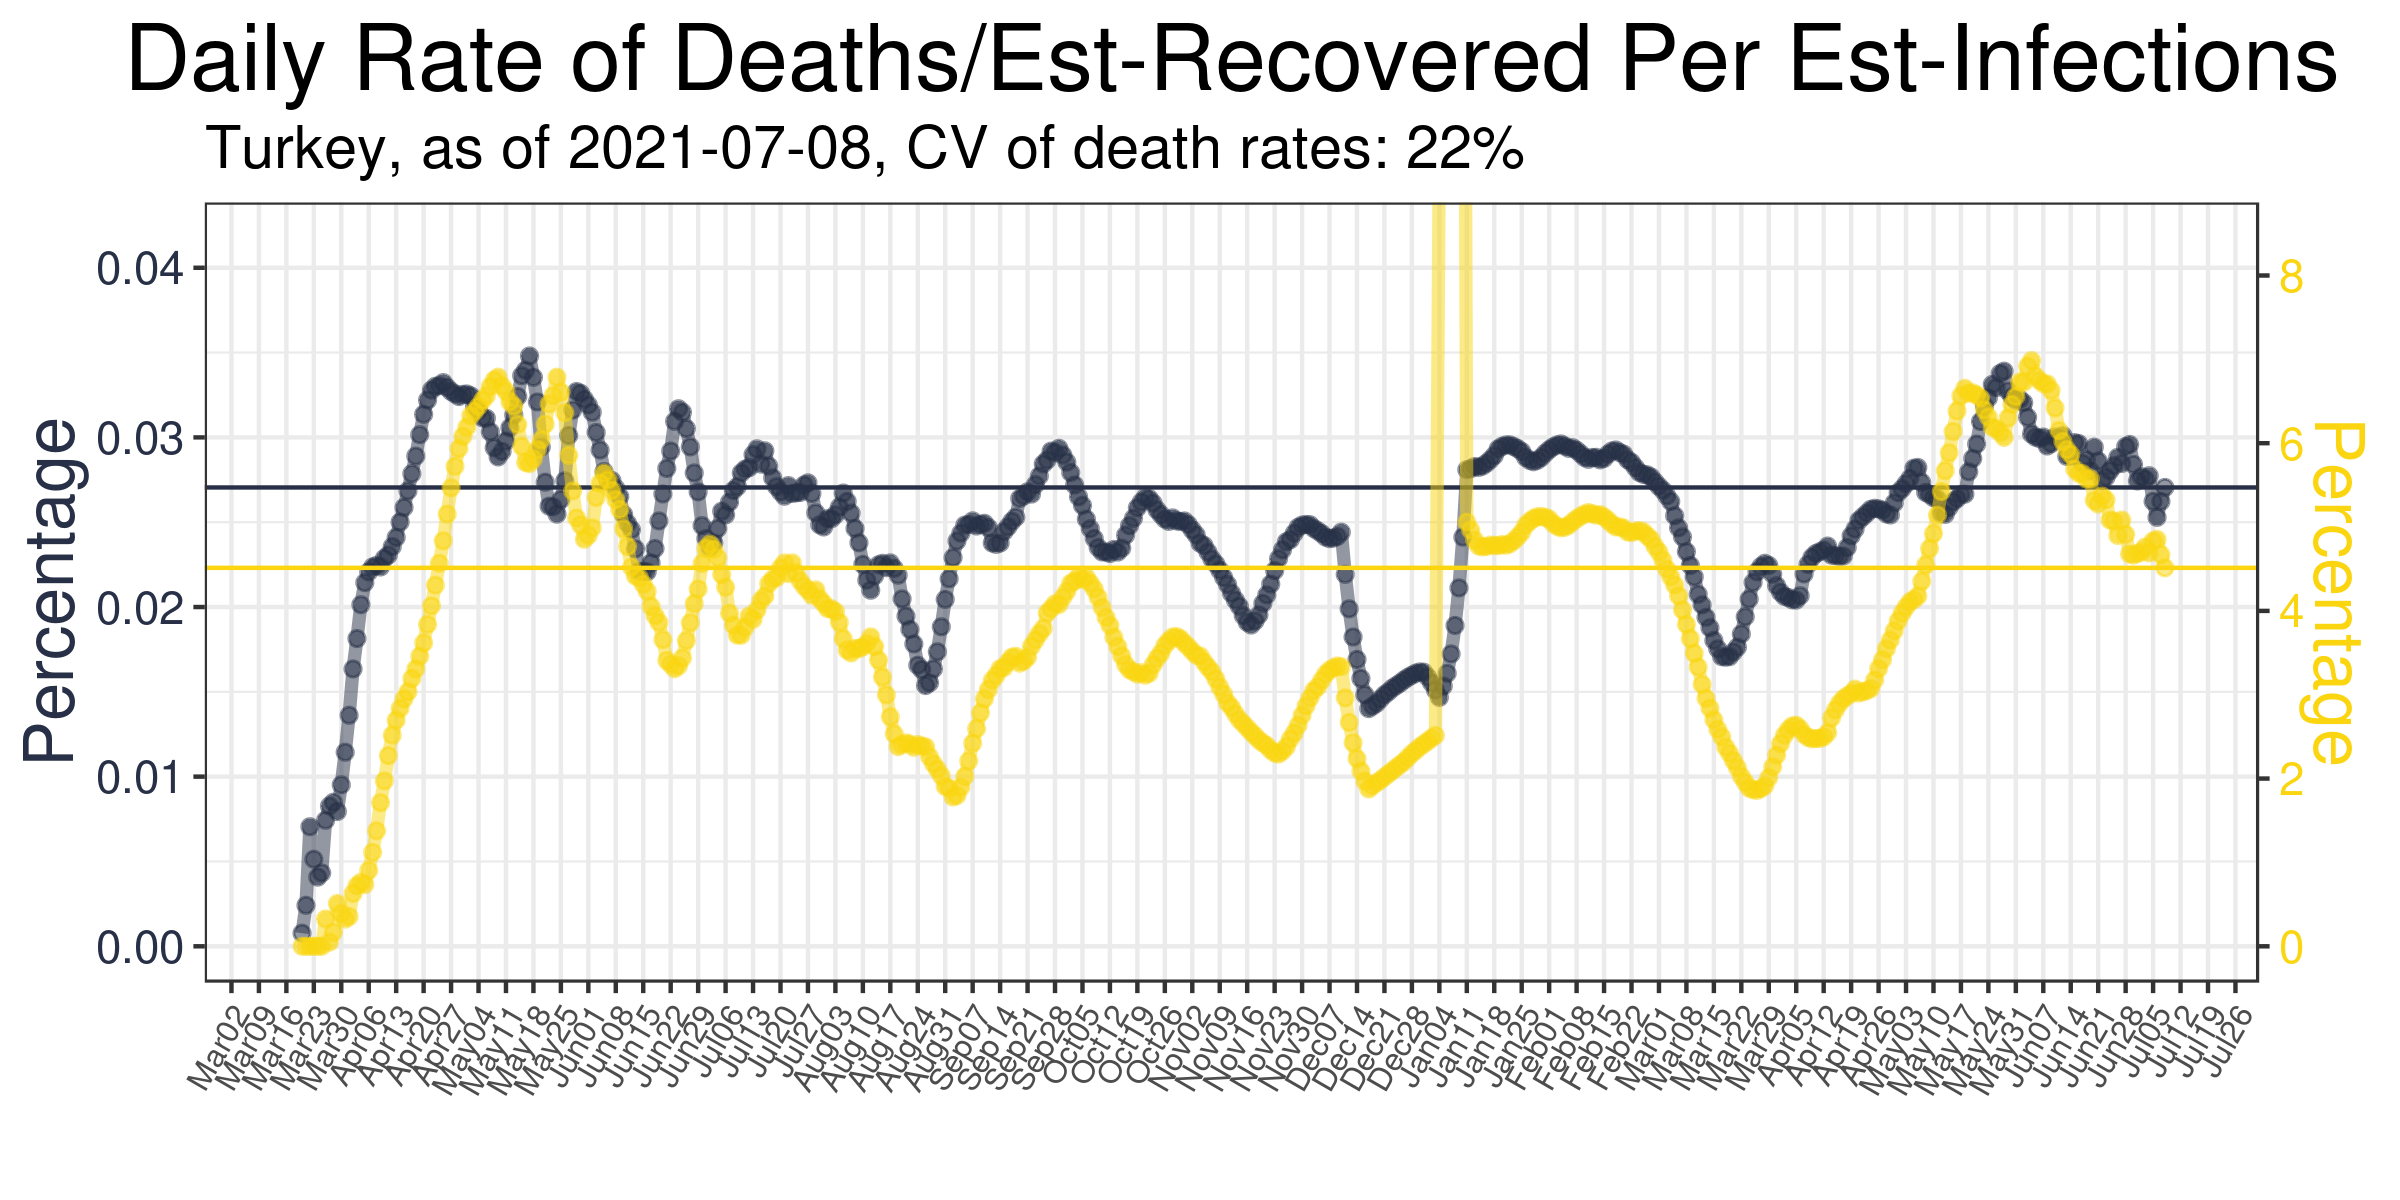 Daily Rate of Deaths/Est-Recovered Per Est-Infections
Turkey, as of 2021-07-08, CV of death rates: 22%
Percentage
0.04
0.03
0.02
0.01
0.00
8
6
4
2
0
Percentage
Mar02
Mar09
Mar16
Mar23
Mar30
Apr06
Apr13
Apr20
Apr27
May04
May11
May18
May25
Jun01
Jun08
Jun15
Jun22
Jun29
Jul06
Jul13
Jul20
Jul27
Aug03
Aug10
Aug17
Aug24
Aug31
Sep07
Sep14
Sep21
Sep28
Oct05
Oct12
Oct19
Oct26
Nov02
Nov09
Nov16
Nov23
Nov30
Dec07
Dec14
Dec21
Dec28
Jan04
Jan11
Jan18
Jan25
Feb01
Feb08
Feb15
Feb22
Mar01
Mar08
Mar15
Mar22
Mar29
Apr05
Apr12
Apr19
Apr26
May03
May10
May17
May24
May31
Jun07
Jun14
Jun21
Jun28
Jul05
Jul12
Jul19
Jul26